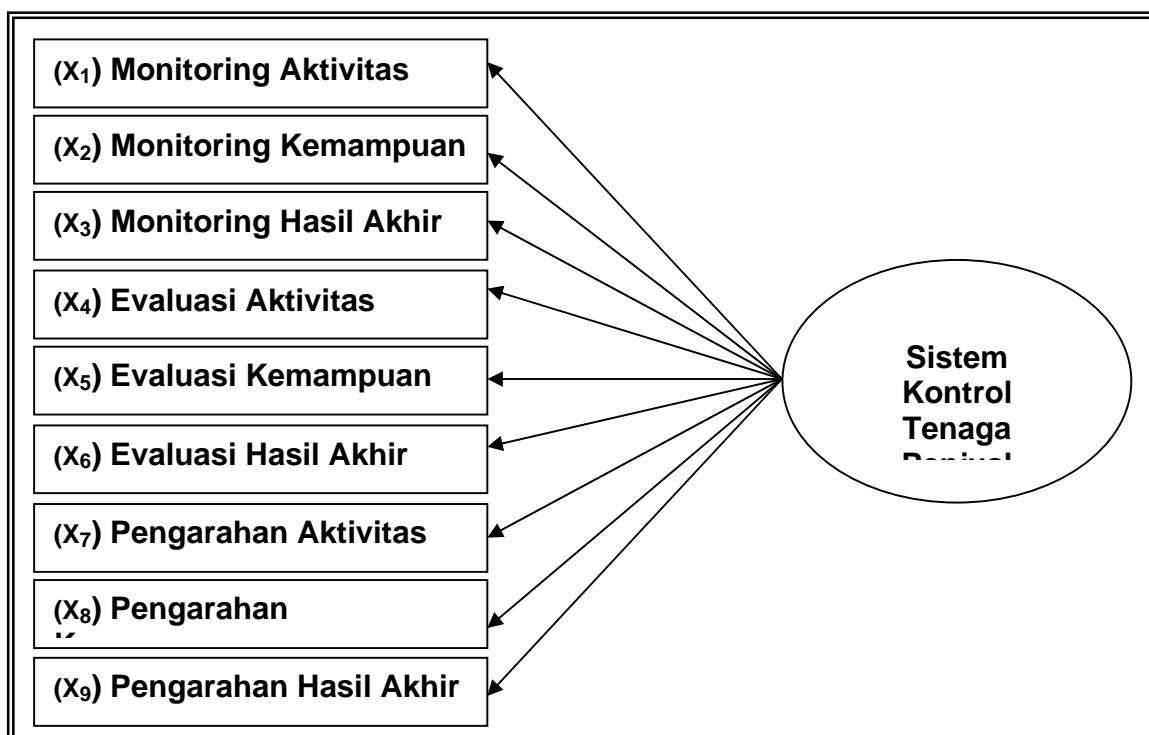 (X₁) Monitoring Aktivitas
(X₂) Monitoring Kemampuan
(X₃) Monitoring Hasil Akhir
(X₄) Evaluasi Aktivitas
(X₅) Evaluasi Kemampuan
(X₆) Evaluasi Hasil Akhir
(X₇) Pengarahan Aktivitas
(X₈) Pengarahan
(X₉) Pengarahan Hasil Akhir
Sistem
Kontrol
Tenaga